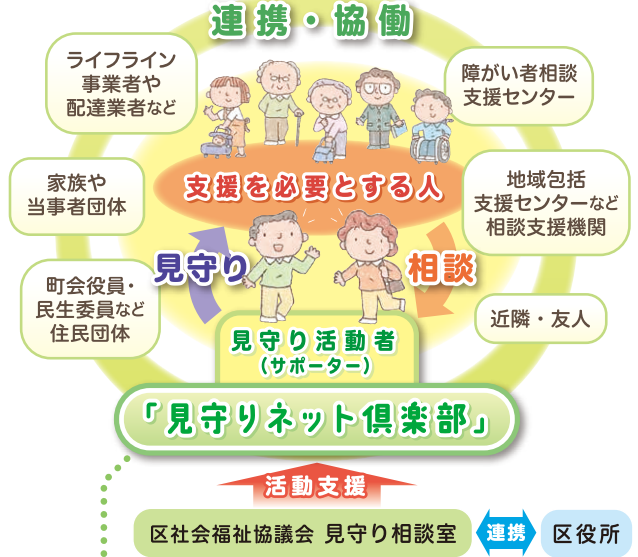 連携・協働
ライフライン
事業者や
配達業者など
障がい者相談
支援センター
家族や
当事者団体
支援を必要とする人
地域包括
支援センターなど
相談支援機関
見守り
相談
町会役員・
民生委員など
住民団体
近隣・友人
見守り活動者
（サポーター）
「見守りネット倶楽部」
活動支援
区社会福祉協議会 見守り相談室
連携
区役所